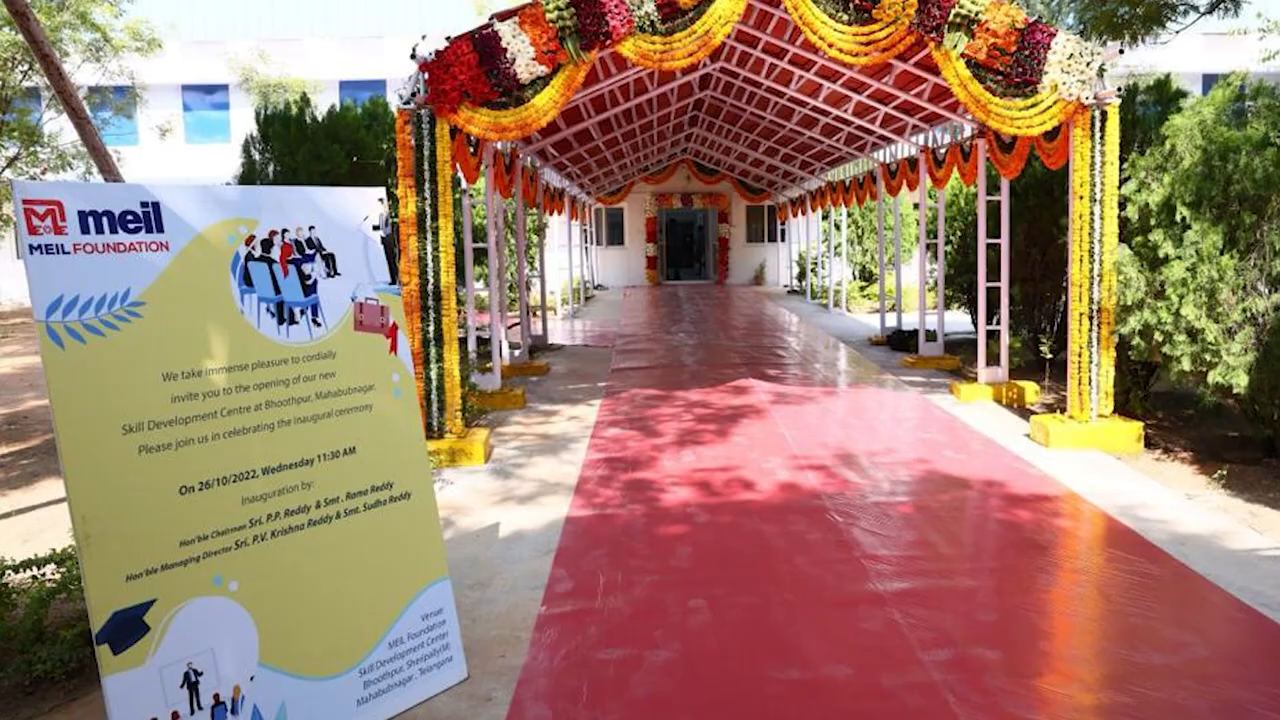 meil
MEIL FOUNDATION
We take immense pleasure to cordially
invite you to the opening of our new
Skill Development Centre at Bhoothpur, Mahabubnagar.
Please join us in celebrating the inaugural ceremony
On 26/10/2022, Wednesday 11:30 AM
Inauguration by:
Hon'ble Chairman Sri. P.P. Reddy & Smt . Rama Reddy
Hon'ble Managing Director Sri. P.V. Krishna Reddy & Smt. Sudha Reddy
Venue:
MEIL Foundation
Skill Development Center
Bhoothpur, Sheripally(M)
Mahabubnagar , Telangana